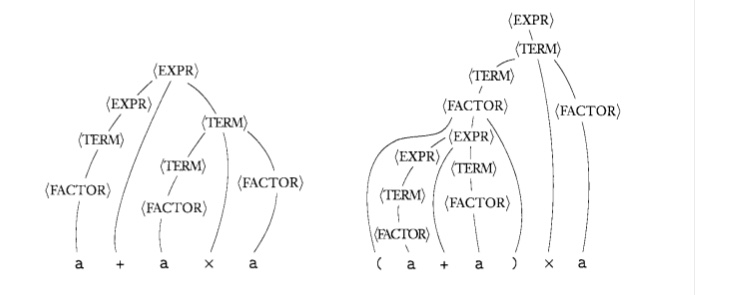 ⟨EXPR⟩
⟨EXPR⟩
⟨TERM⟩
⟨TERM⟩
⟨FACTOR⟩
⟨TERM⟩
⟨FACTOR⟩
⟨FACTOR⟩
a + a × a
⟨EXPR⟩
⟨TERM⟩
⟨TERM⟩
⟨FACTOR⟩ ⟨FACTOR⟩
⟨EXPR⟩
⟨EXPR⟩
⟨TERM⟩
⟨TERM⟩
⟨FACTOR⟩
⟨FACTOR⟩
( a + a ) × a